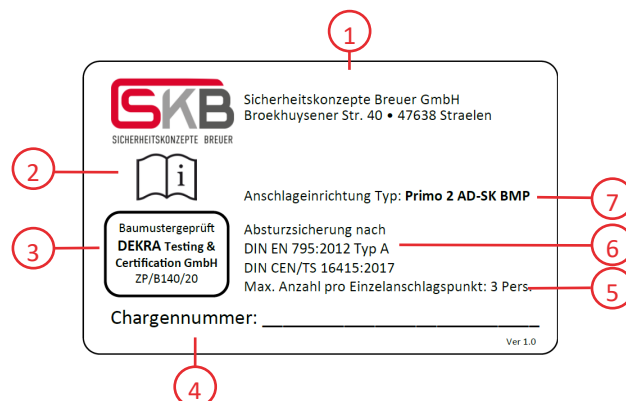 1
SKB
SICHERHEITSKONZEPTE BREUER
Sicherheitskonzepte Breuer GmbH
Broekhuysener Str. 40 • 47638 Straelen
2
i
Anschlageinrichtung Typ: Primo 2 AD-SK BMP
7
3
Baumustergeprüft
DEKRA Testing &
Certification GmbH
ZP/B140/20
Absturzsicherung nach
DIN EN 795:2012 Typ A
6
DIN CEN/TS 16415:2017
Max. Anzahl pro Einzelanschlagspunkt: 3 Pers.
5
Chargennummer: ____________________________
Ver 1.0
4